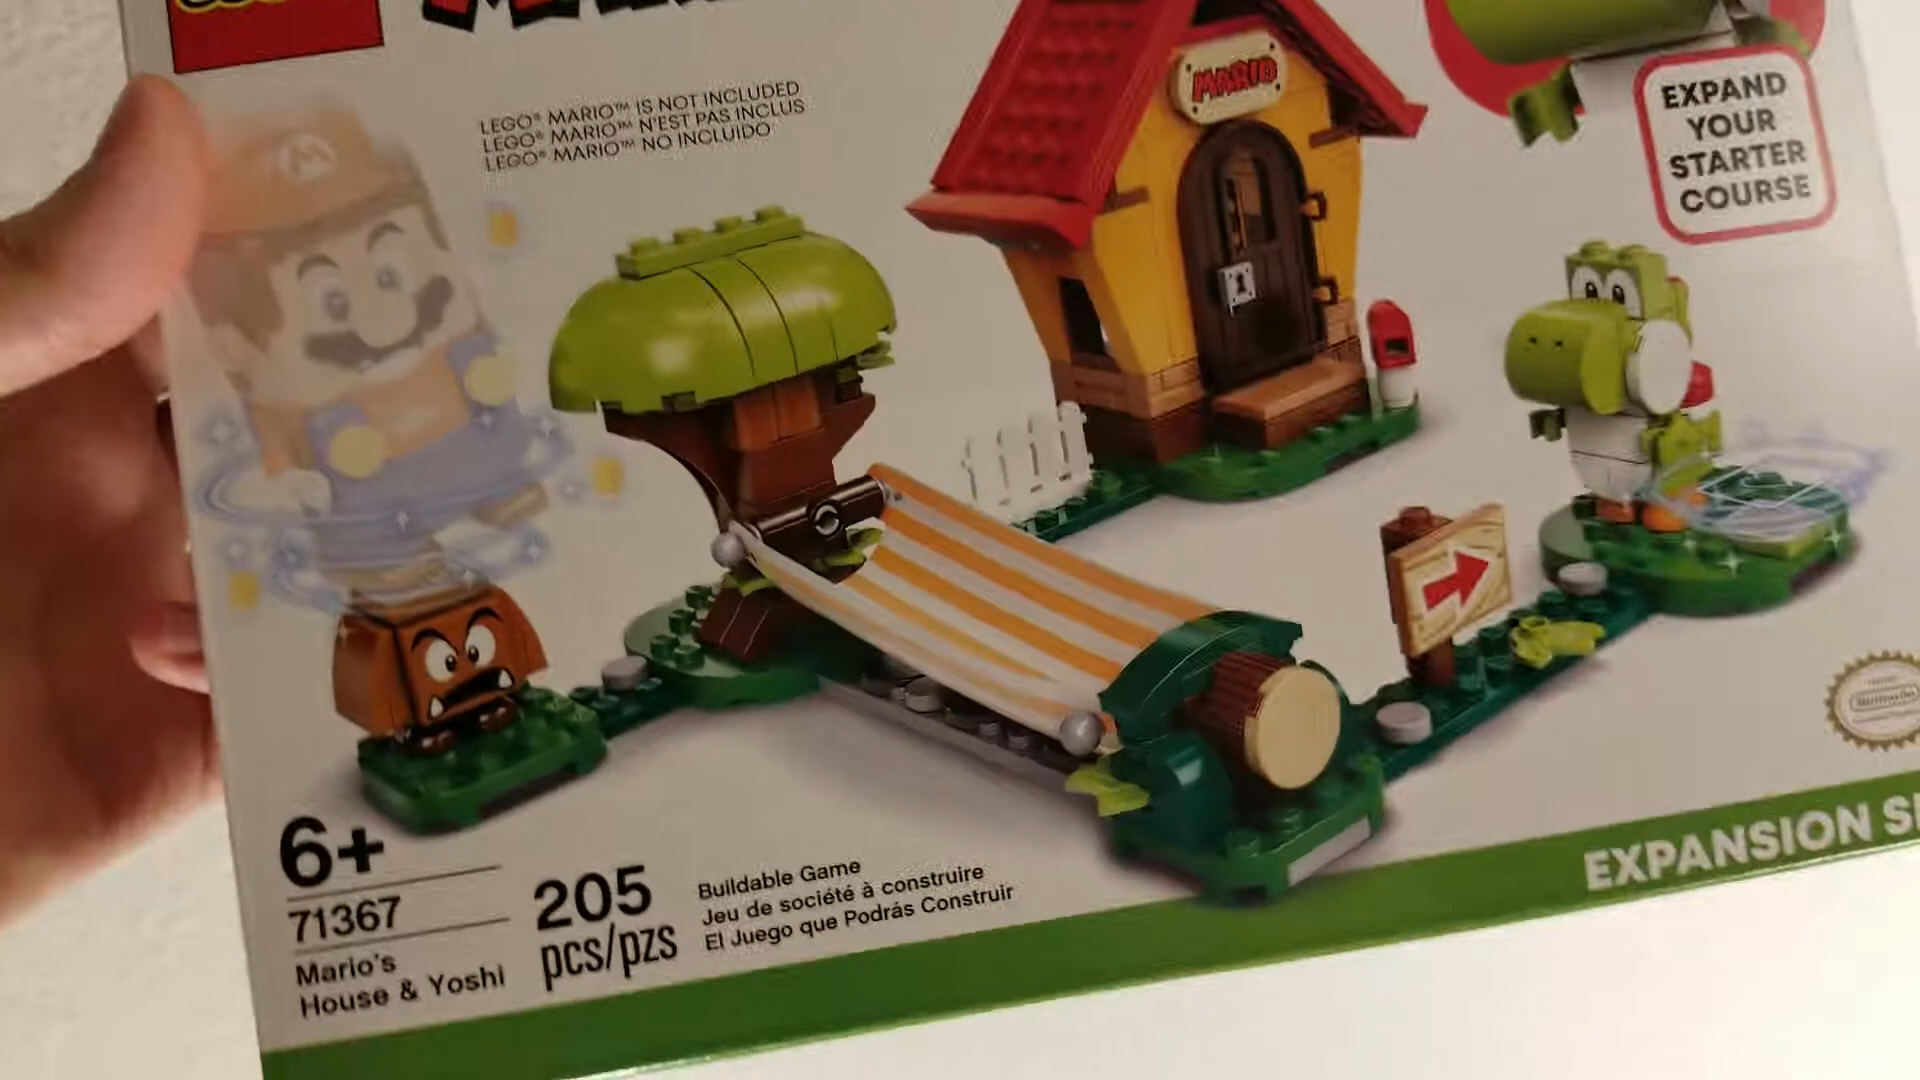 LEGO® MARIO™ IS NOT INCLUDED
LEGO® MARIO™ N'EST PAS INCLUS
LEGO® MARIO™ NO INCLUIDO
MARIO
EXPAND
YOUR
STARTER
COURSE
M
6+
71367
Mario's
House & Yoshi
205
pcs/pzs
Buildable Game
Jeu de société à construire
El Juego que Podrás Construir
Nintendo
EXPANSION